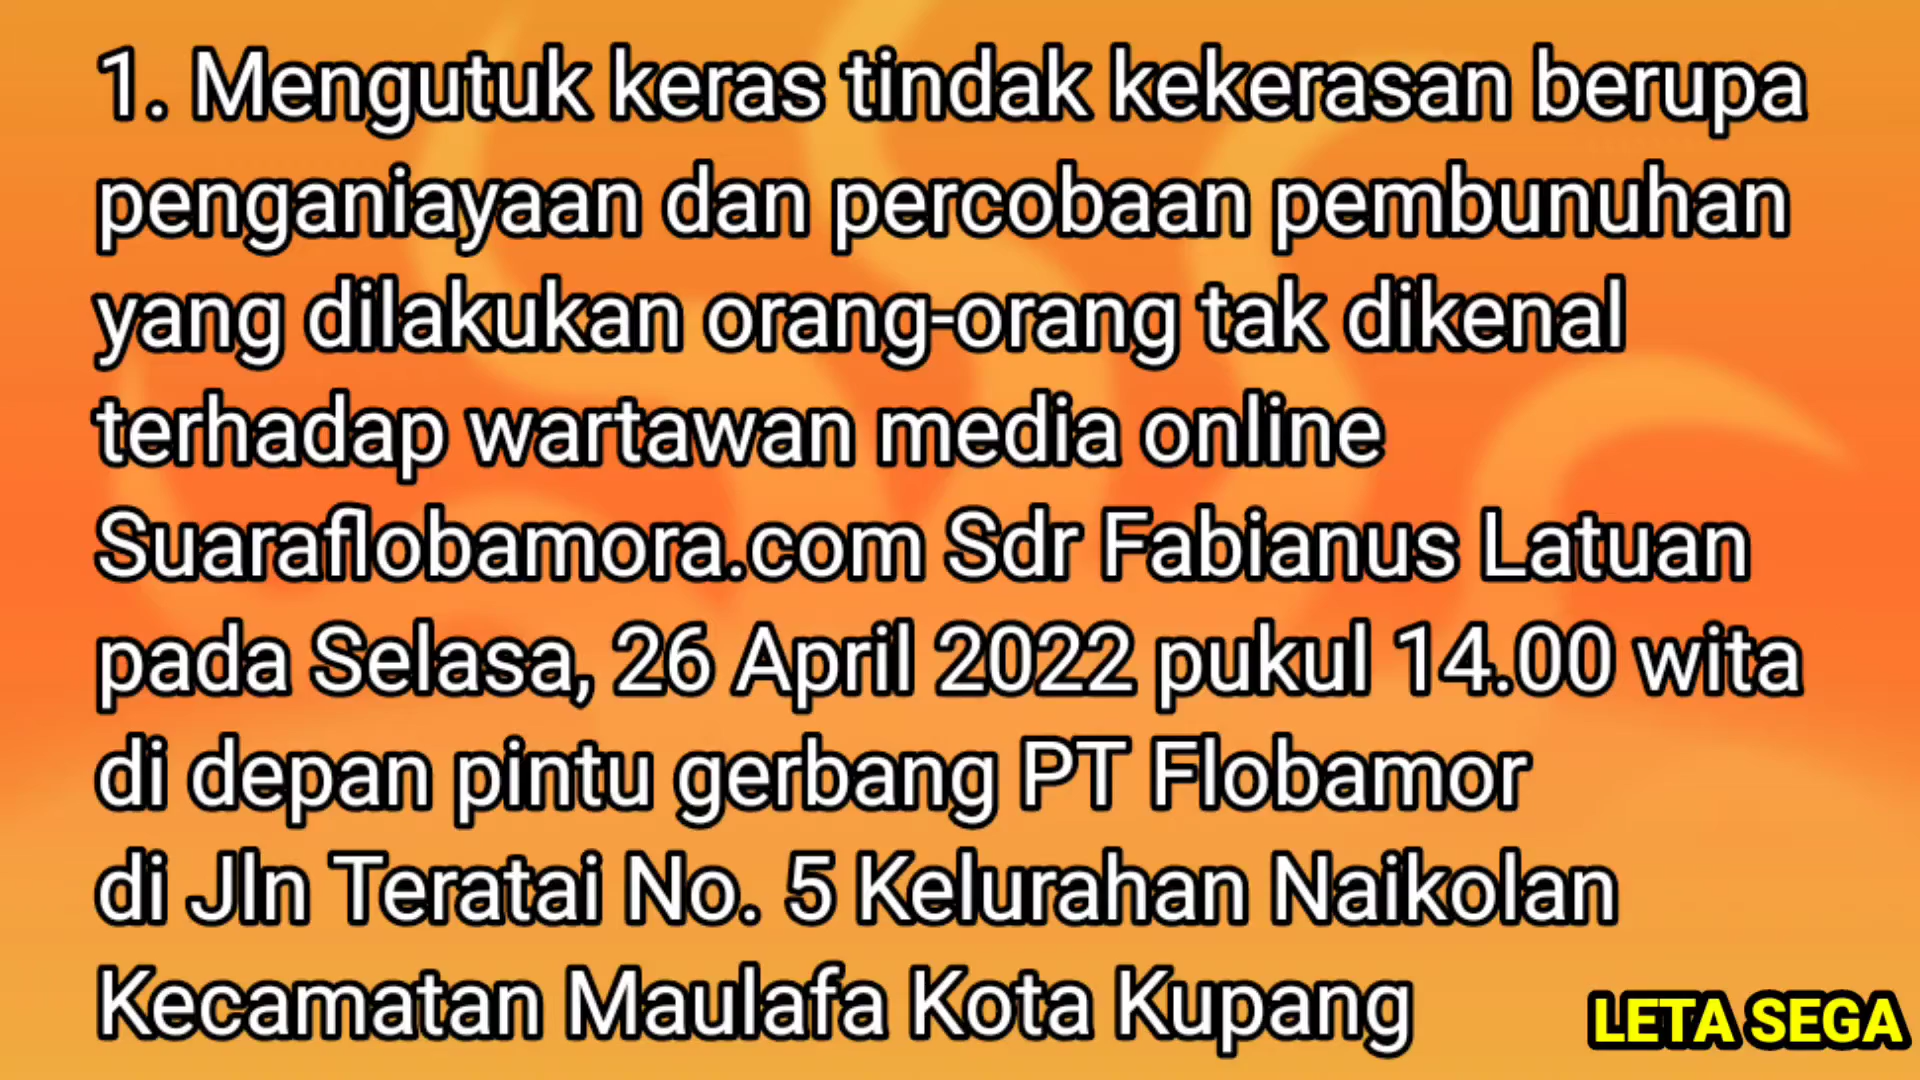 1. Mengutuk keras tindak kekerasan berupa
penganiayaan dan percobaan pembunuhan
yang dilakukan orang-orang tak dikenal
terhadap wartawan media online
Suaraflobamora.com Sdr Fabianus Latuan
pada Selasa, 26 April 2022 pukul 14.00 wita
di depan pintu gerbang PT Flobamor
di Jln Teratai No. 5 Kelurahan Naikolan
Kecamatan Maulafa Kota Kupang
LETA SEGA